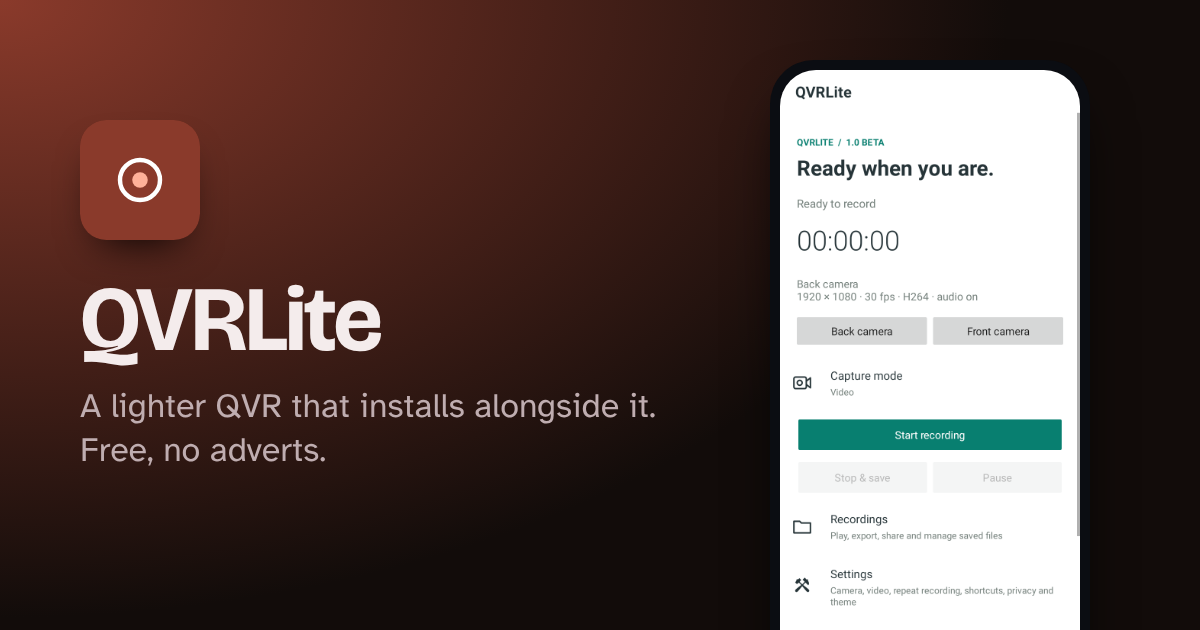 QVRLite
A lighter QVR that installs alongside it.
Free, no adverts.
QVRLite
QVRLITE / 1.0 BETA
Ready when you are.
Ready to record
00:00:00
Back camera
1920 × 1080 · 30 fps · H264 · audio on
Back camera
Front camera
Capture mode
Video
Start recording
Stop & save
Pause
Recordings
Play, export, share and manage saved files
Settings
Camera, video, repeat recording, shortcuts, privacy and
theme